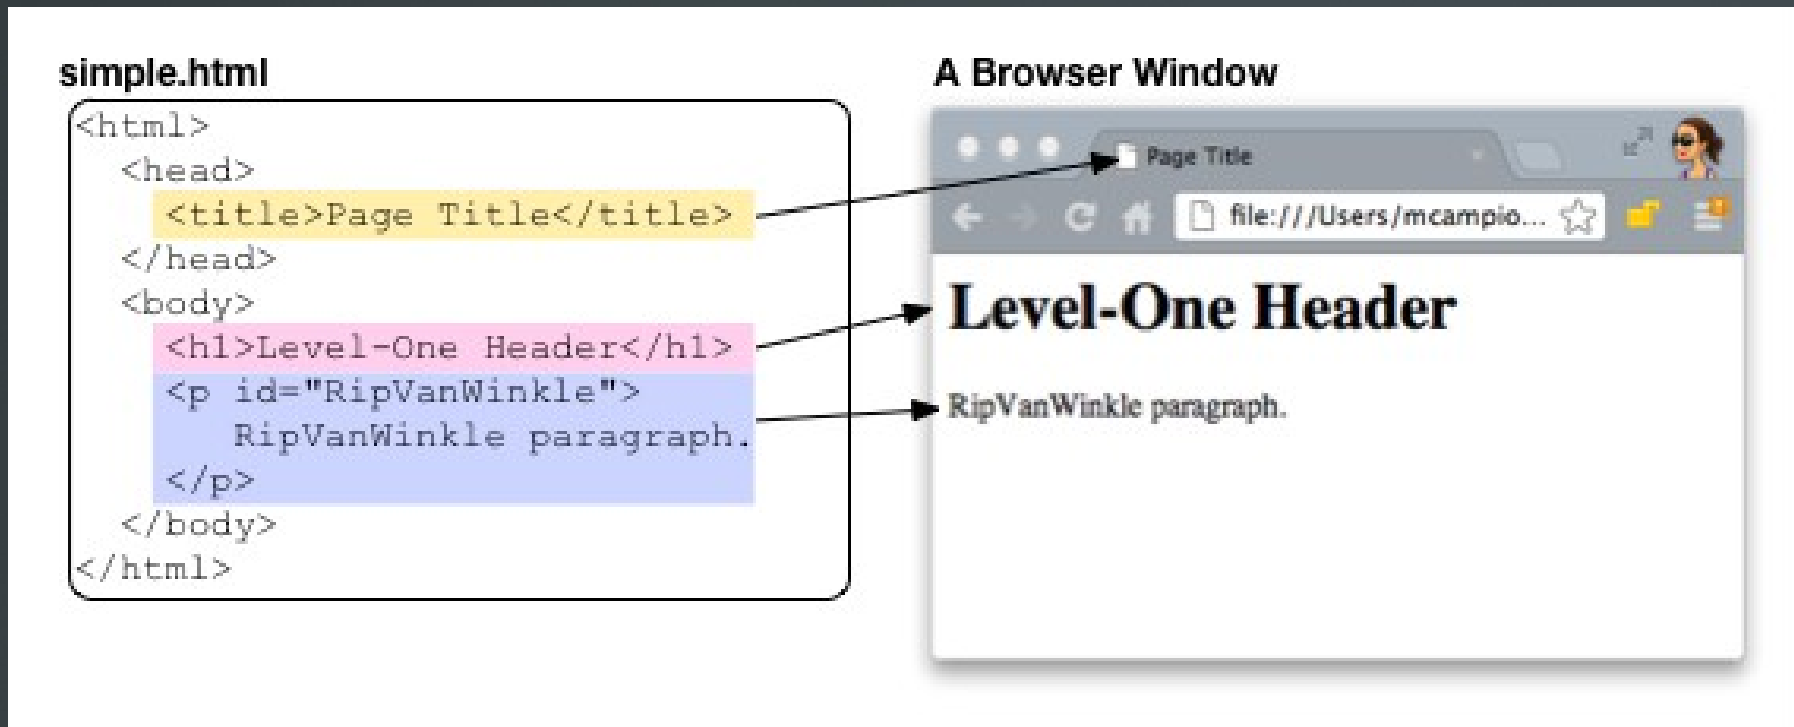 simple.html
<html>
  <head>
    <title>Page Title</title>
  </head>
  <body>
    <h1>Level-One Header</h1>
    <p id="RipVanWinkle">
       RipVanWinkle paragraph.
    </p>
  </body>
</html>
A Browser Window
Page Title
file:///Users/mcampio...
Level-One Header
RipVanWinkle paragraph.